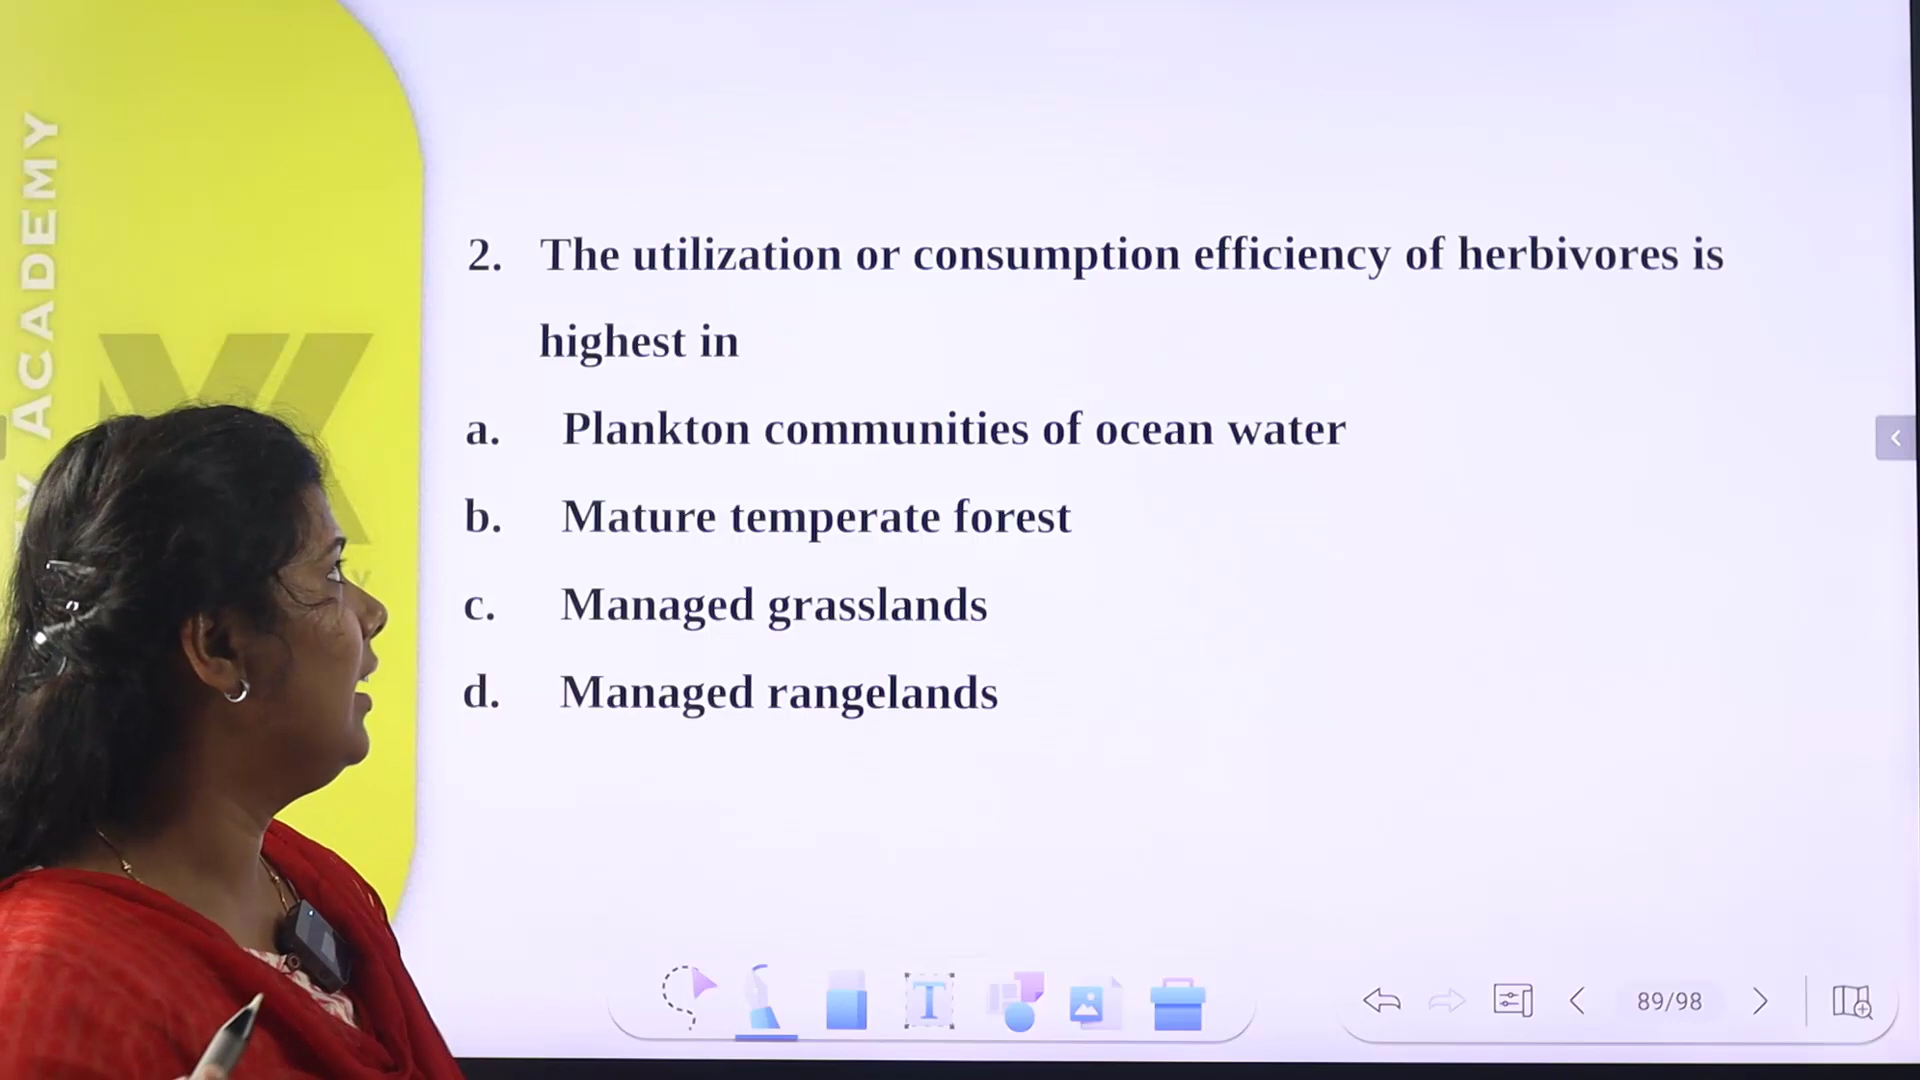 ACADEMY
2. The utilization or consumption efficiency of herbivores is
highest in
a. Plankton communities of ocean water
b. Mature temperate forest
c. Managed grasslands
d. Managed rangelands
T
89/98